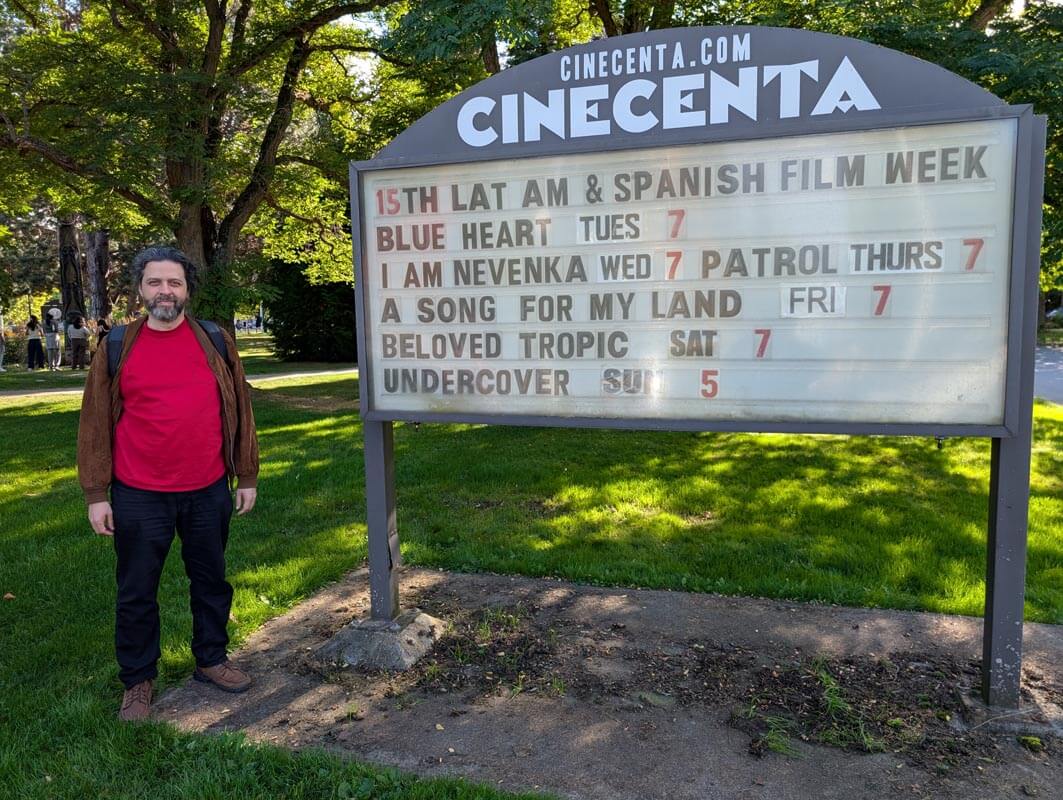 CINECENTA.COM
CINECENTA
15TH LAT AM & SPANISH FILM WEEK
BLUE HEART TUES 7
I AM NEVENKA WED 7 PATROL THURS 7
A SONG FOR MY LAND FRI 7
BELOVED TROPIC SAT 7
UNDERCOVER SUN 5